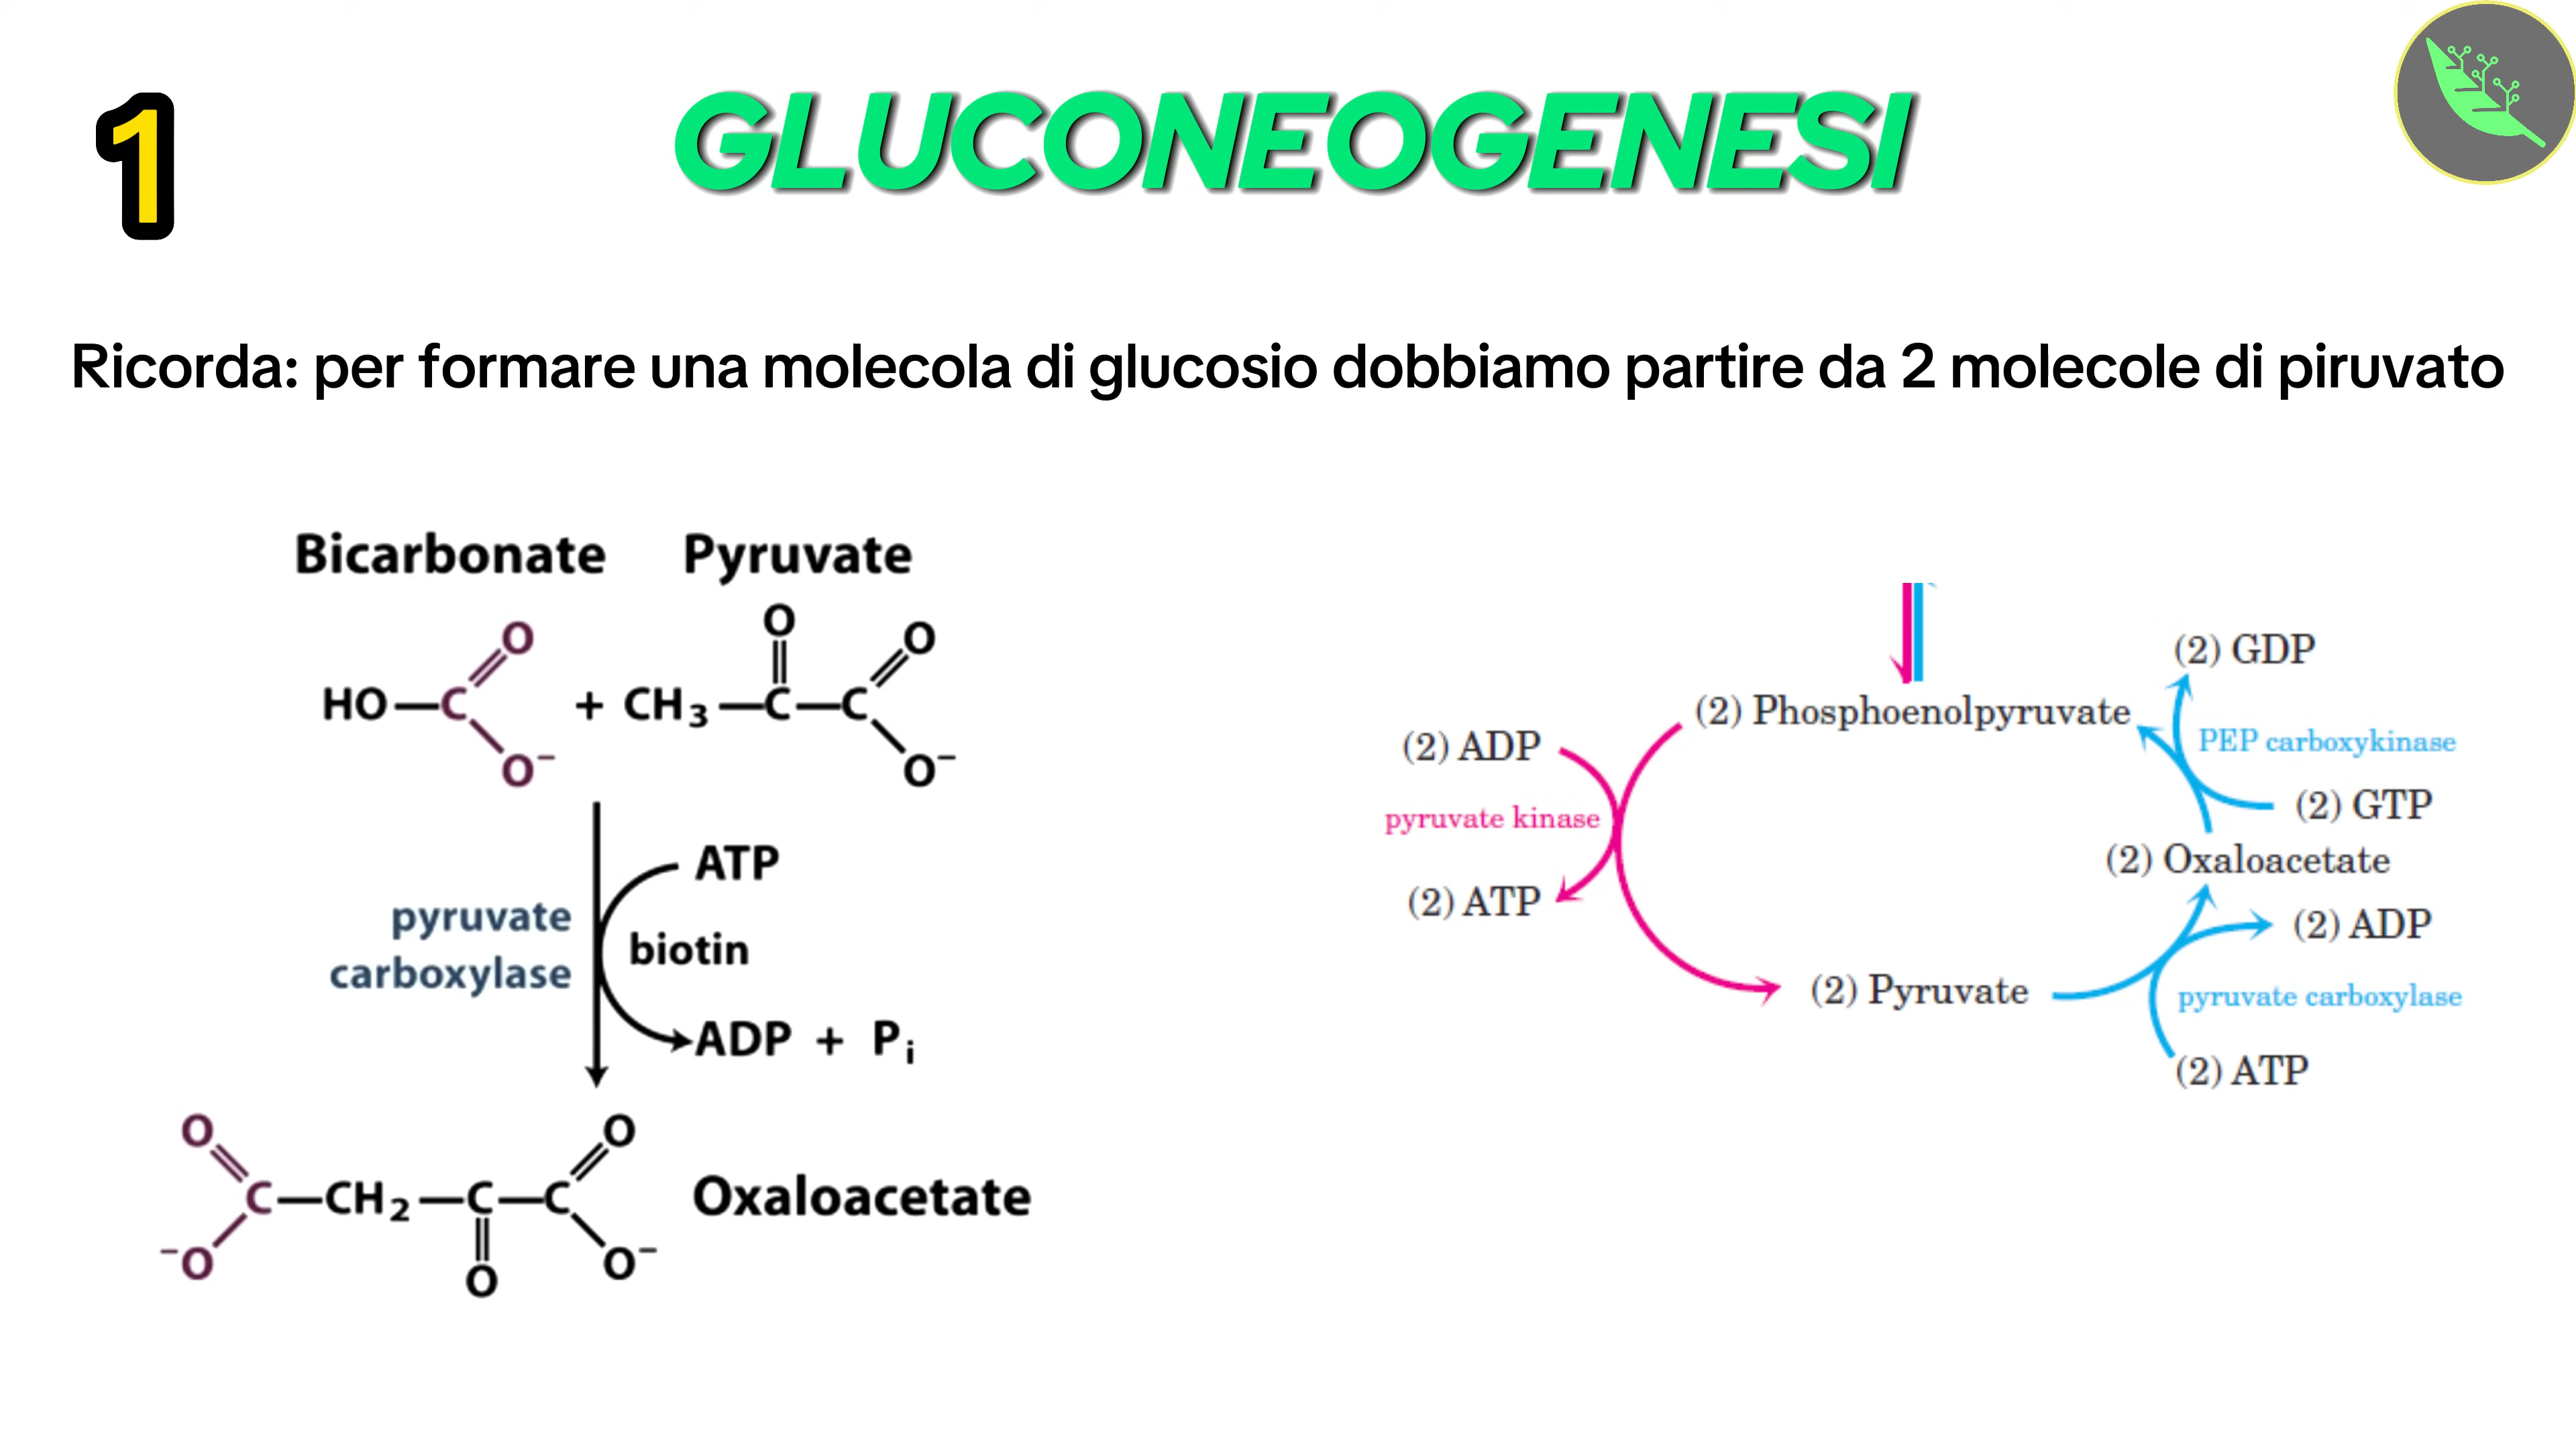 1
GLUCONEOGENESI
Ricorda: per formare una molecola di glucosio dobbiamo partire da 2 molecole di piruvato
Bicarbonate Pyruvate
O
O O
HO—C + CH₃—C—C
O⁻ O⁻
ATP
pyruvate
carboxylase
biotin
ADP + Pᵢ
O O
C—CH₂—C—C
Oxaloacetate
⁻O O⁻
O
(2) GDP
(2) Phosphoenolpyruvate
(2) ADP
PEP carboxykinase
pyruvate kinase
(2) GTP
(2) Oxaloacetate
(2) ATP
(2) ADP
(2) Pyruvate
pyruvate carboxylase
(2) ATP